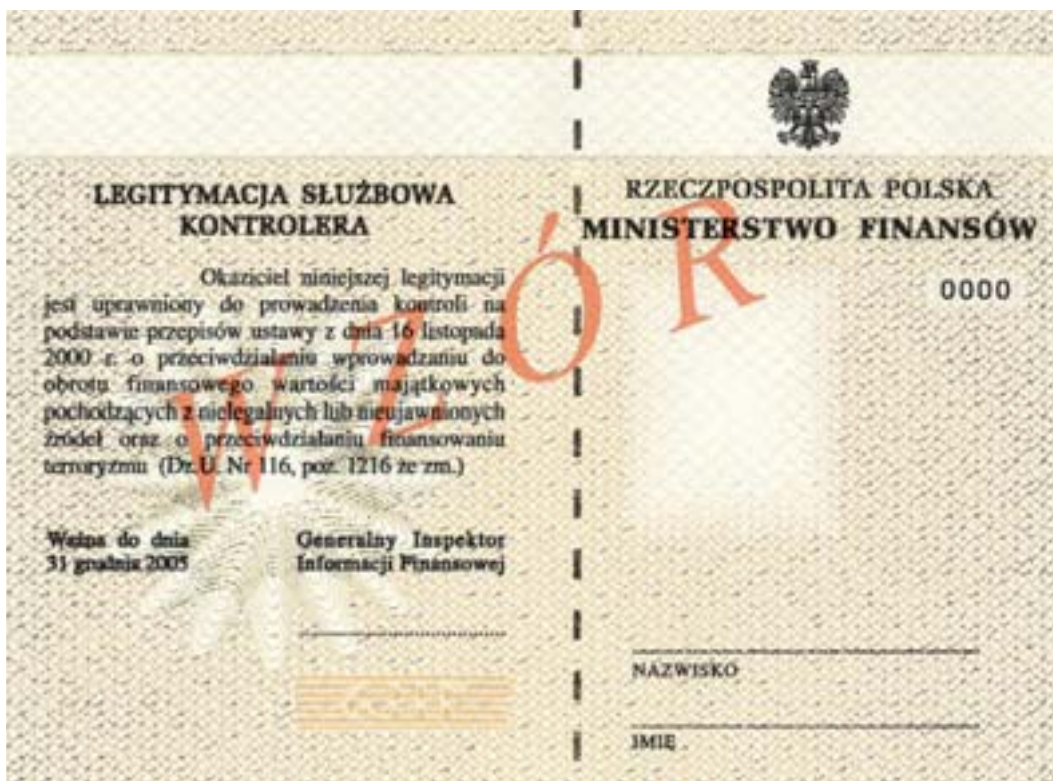 LEGITYMACJA SŁUŻBOWA
KONTROLERA
Okaziciel niniejszej legitymacji
jest uprawniony do prowadzenia kontroli na
podstawie przepisów ustawy z dnia 16 listopada
2000 r. o przeciwdziałaniu wprowadzaniu do
obrotu finansowego wartości majątkowych
pochodzących z nielegalnych lub nieujawnionych
źródeł oraz o przeciwdziałaniu finansowaniu
terroryzmu (Dz.U. Nr 116, poz. 1216 ze zm.)
Ważna do dnia
31 grudnia 2005
Generalny Inspektor
Informacji Finansowej
RZECZPOSPOLITA POLSKA
MINISTERSTWO FINANSÓW
0000
NAZWISKO
IMIĘ
WZÓR